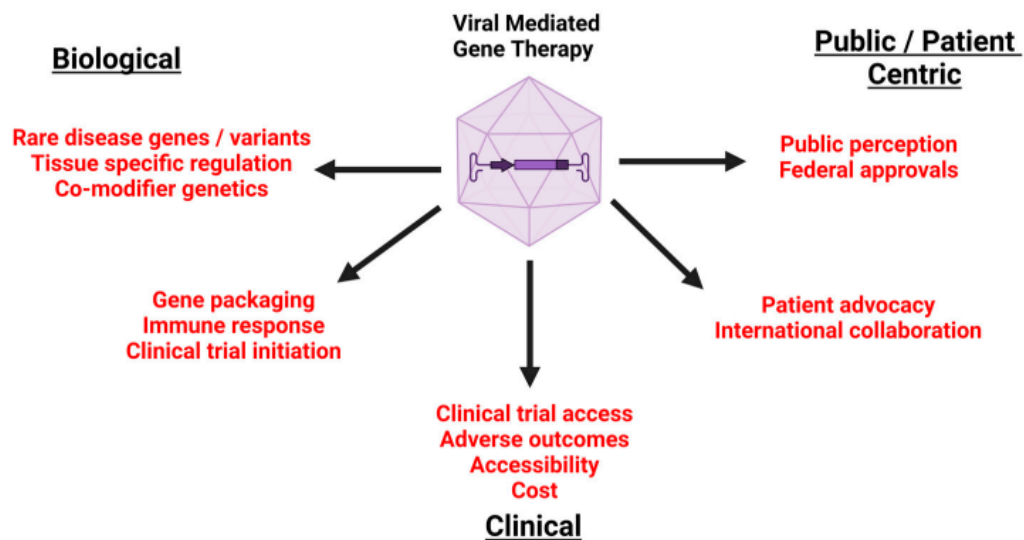 Viral Mediated
Gene Therapy
Biological
Public / Patient
Centric
Rare disease genes / variants
Tissue specific regulation
Co-modifier genetics
Public perception
Federal approvals
Gene packaging
Immune response
Clinical trial initiation
Patient advocacy
International collaboration
Clinical trial access
Adverse outcomes
Accessibility
Cost
Clinical